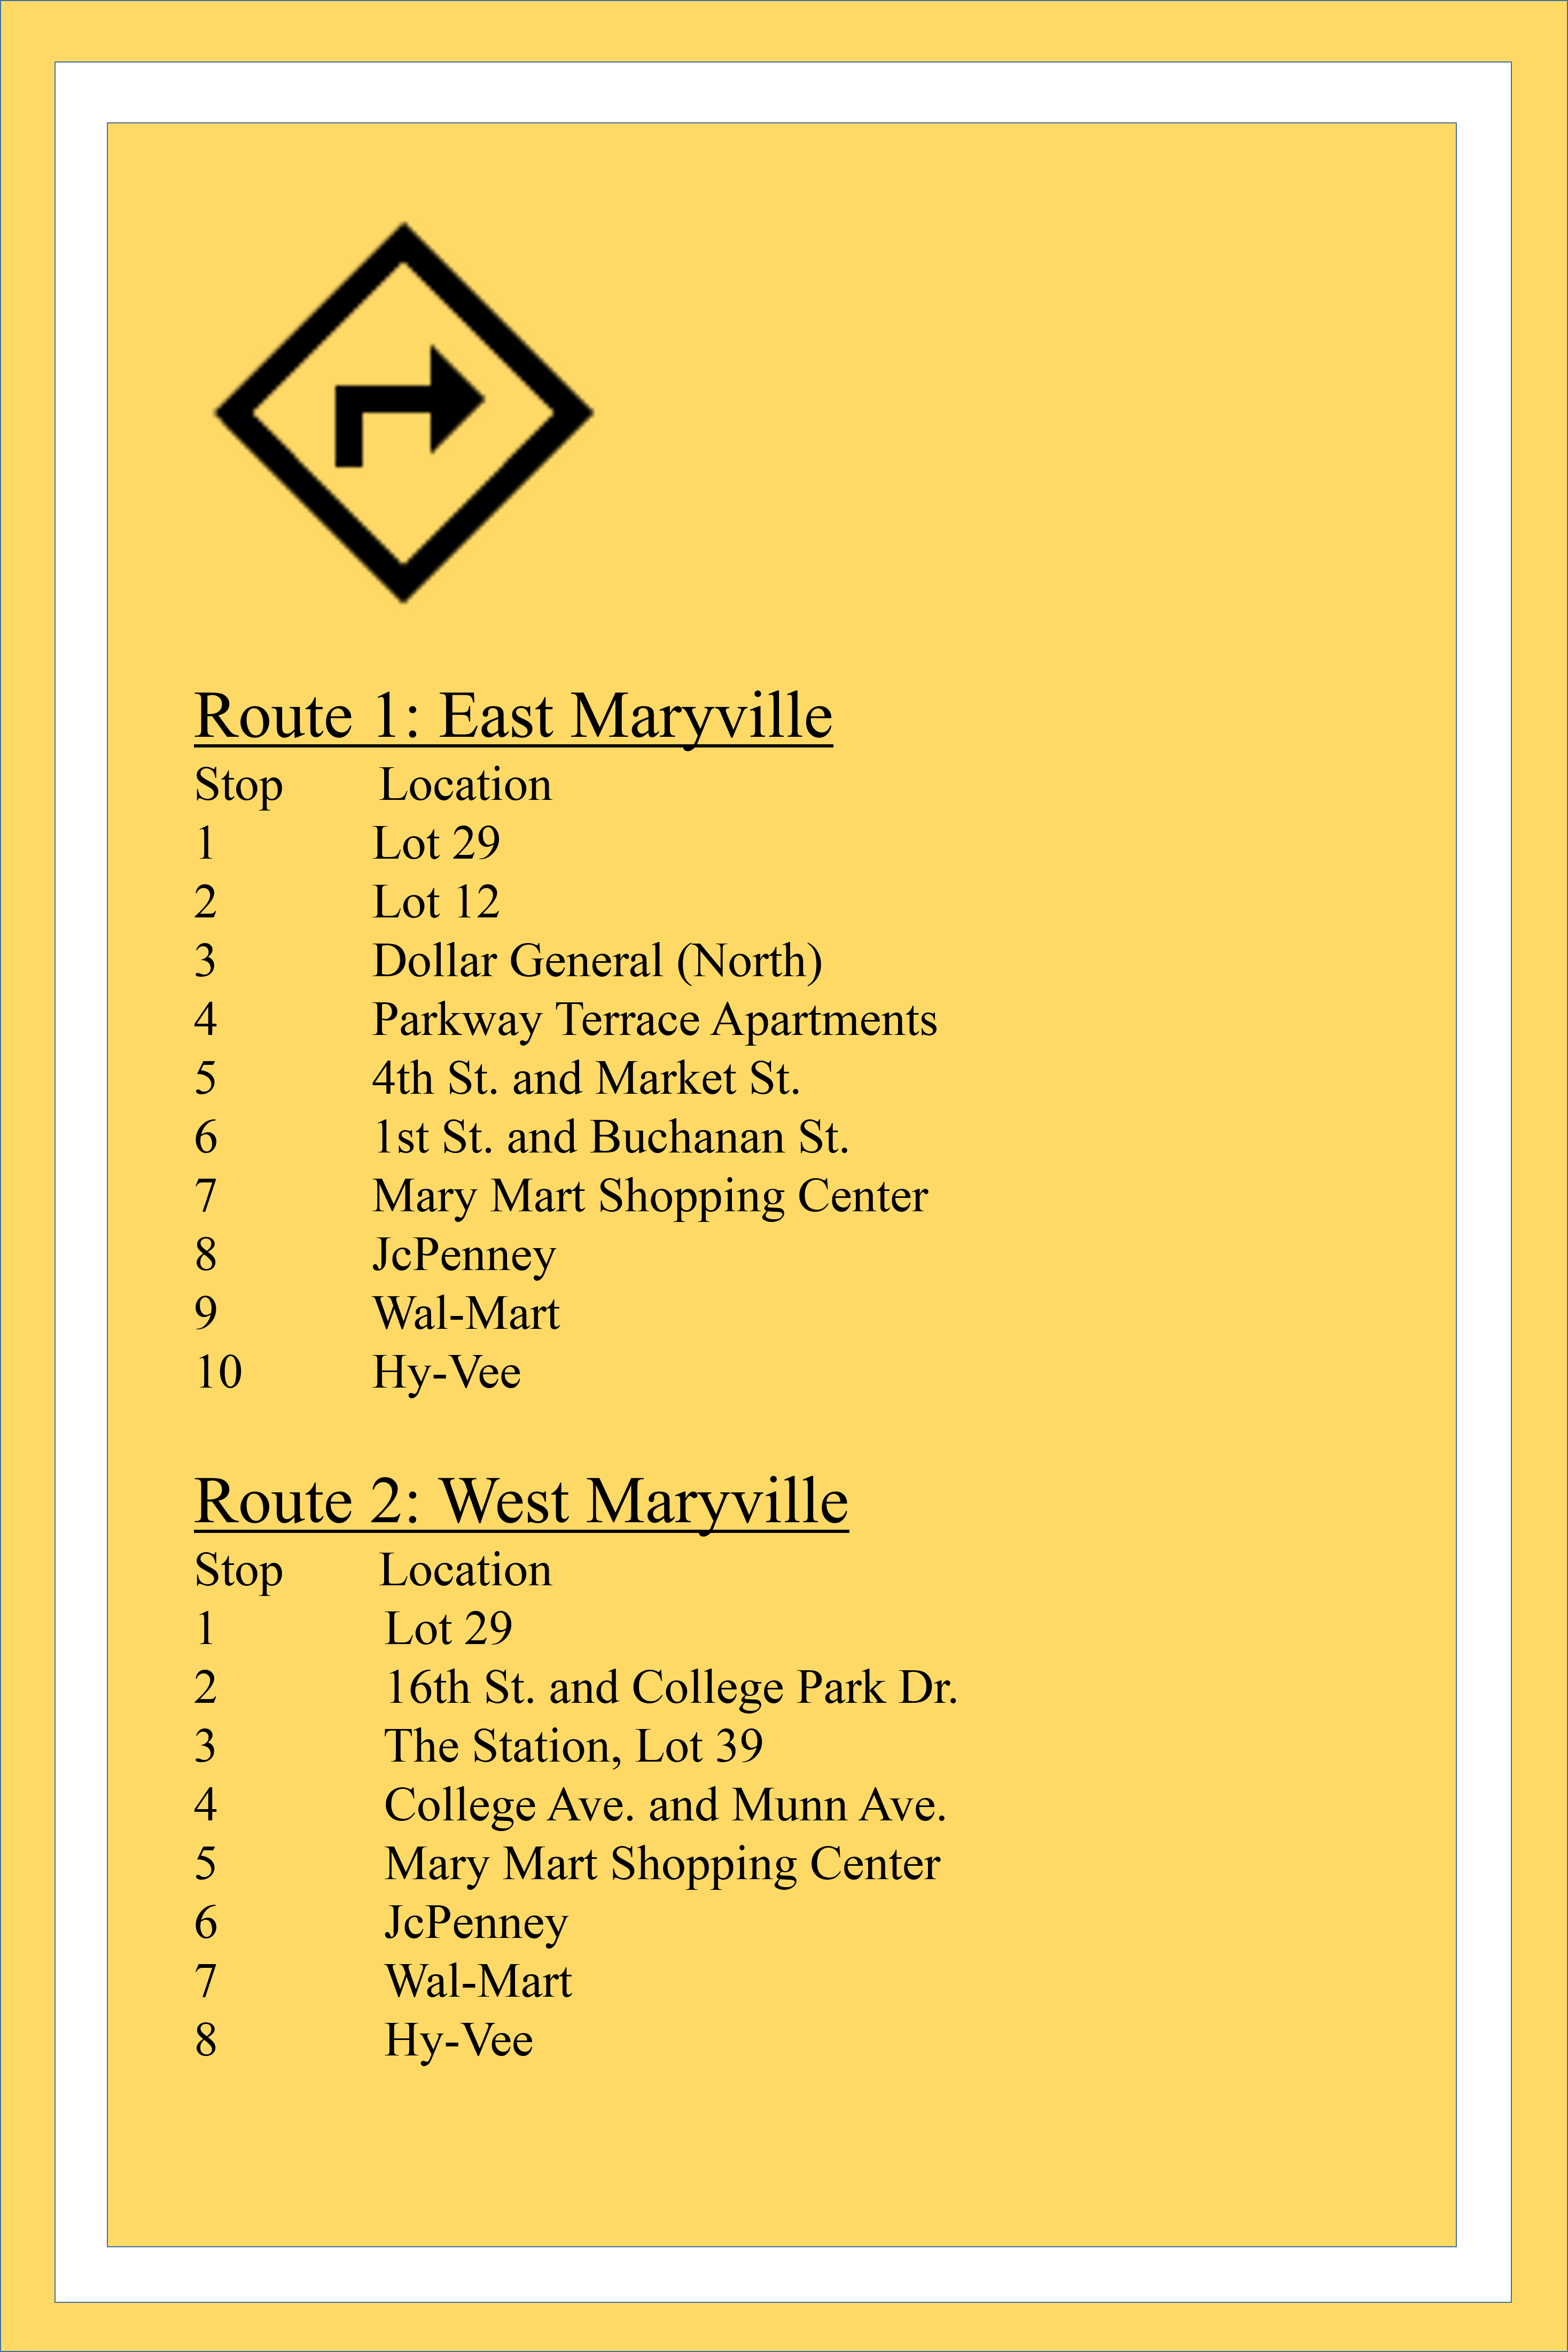 Route 1: East Maryville
Stop Location
1 Lot 29
2 Lot 12
3 Dollar General (North)
4 Parkway Terrace Apartments
5 4th St. and Market St.
6 1st St. and Buchanan St.
7 Mary Mart Shopping Center
8 JcPenney
9 Wal-Mart
10 Hy-Vee
Route 2: West Maryville
Stop Location
1 Lot 29
2 16th St. and College Park Dr.
3 The Station, Lot 39
4 College Ave. and Munn Ave.
5 Mary Mart Shopping Center
6 JcPenney
7 Wal-Mart
8 Hy-Vee